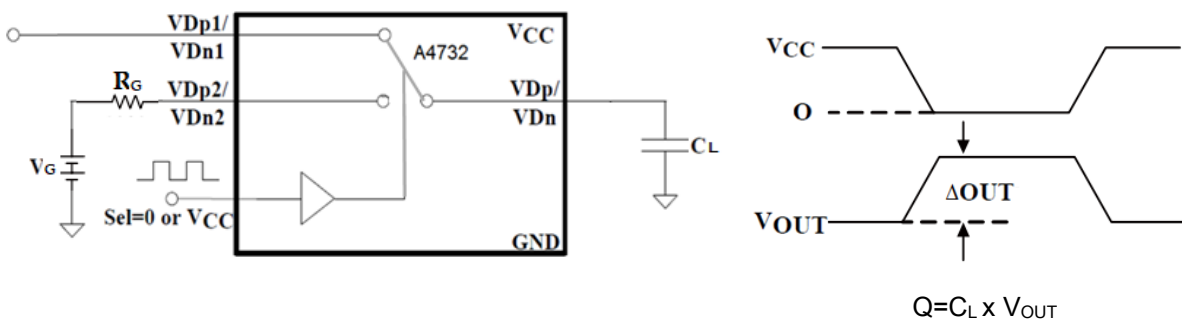 VDp1/
VDn1
VCC
A4732
RG
VDp2/
VDn2
VDp/
VDn
VG
CL
Sel=0 or VCC
GND
VCC
O
ΔOUT
VOUT
Q=CL x VOUT